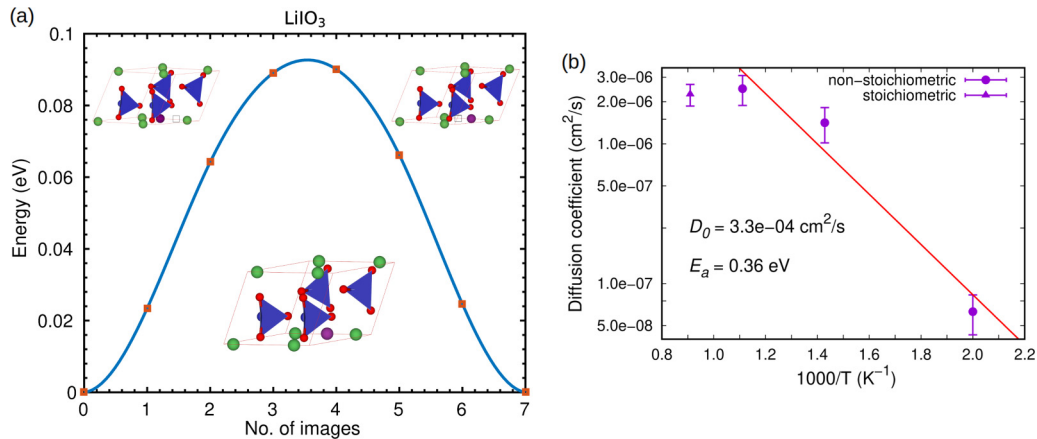 (a)
LiIO3
0.1
0.08
0.06
0.04
0.02
0
Energy (eV)
0 1 2 3 4 5 6 7
No. of images
(b)
non−stoichiometric
stoichiometric
3.0e−06
2.0e−06
1.0e−06
5.0e−07
1.0e−07
5.0e−08
Diffusion coefficient (cm²/s)
D0 = 3.3e−04 cm²/s
Ea = 0.36 eV
0.8 1.0 1.2 1.4 1.6 1.8 2.0 2.2
1000/T (K⁻¹)